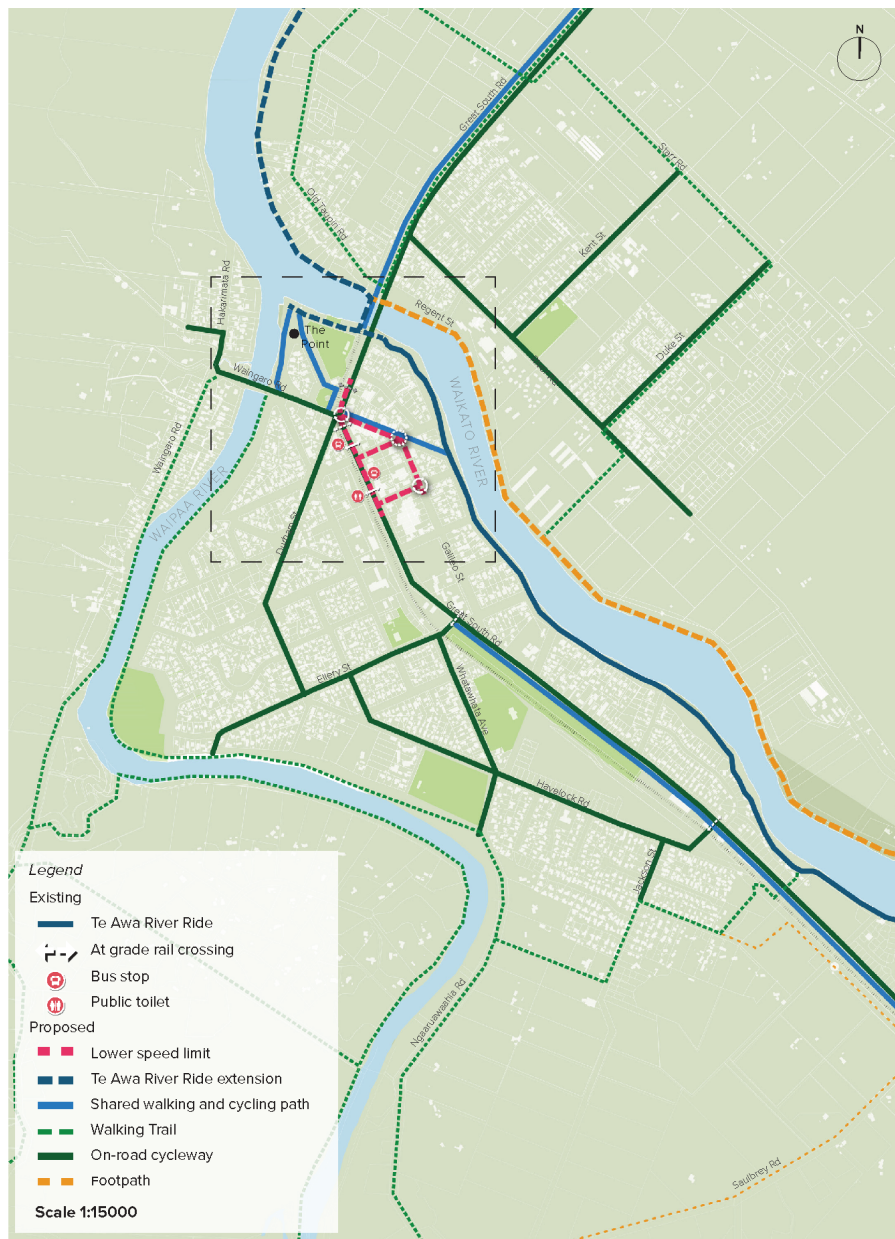 N
Great South Rd
Starr Rd
Old Taupiri Rd
Kent St
Hakarimata Rd
Regent St
The
Point
Duke St
Waingaro Rd
WAIKATO RIVER
Waingaro Rd
WAIPAA RIVER
Durham St
Galileo St
Great South Rd
Ellery St
Whatawhata Ave
Havelock Rd
Jackson St
Ngaaruawaahia Rd
Saulbrey Rd
Legend
Existing
Te Awa River Ride
At grade rail crossing
Bus stop
Public toilet
Proposed
Lower speed limit
Te Awa River Ride extension
Shared walking and cycling path
Walking Trail
On-road cycleway
Footpath
Scale 1:15000